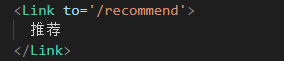 <Link to='/recommend'>
推荐
</Link>